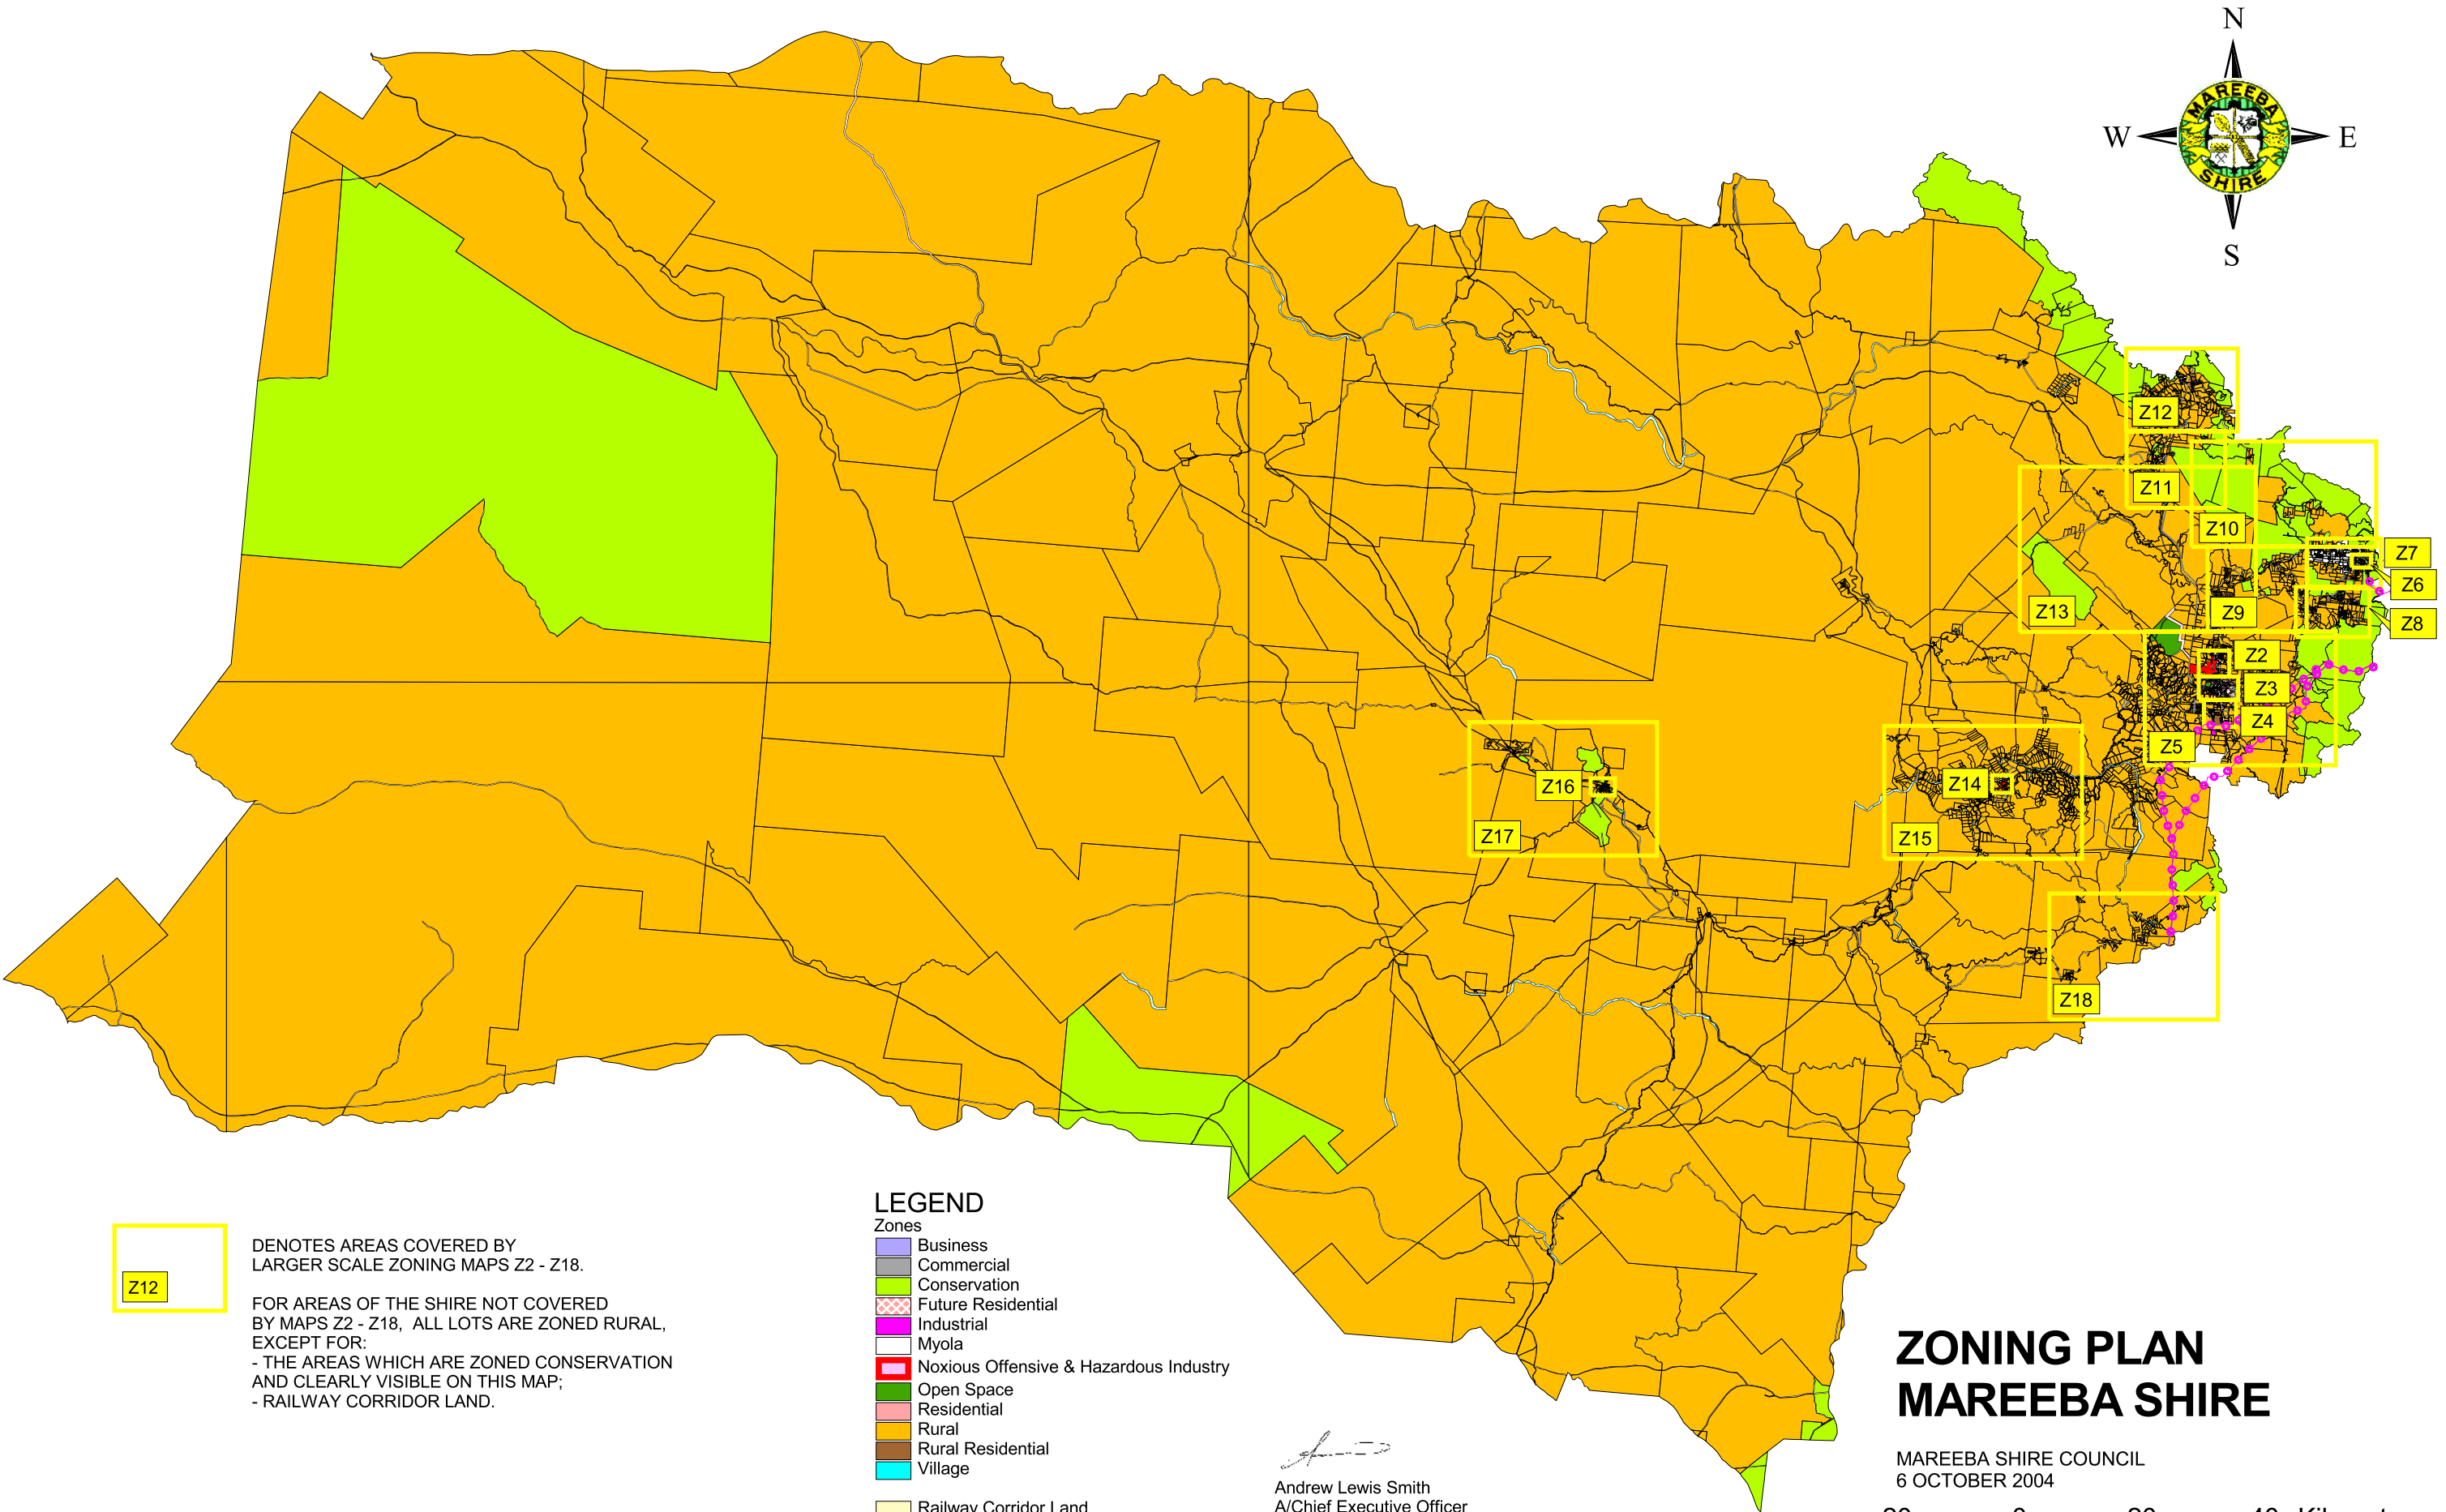 N
W
E
S
MAREEBA
SHIRE
Z12
Z11
Z10
Z7
Z6
Z13
Z9
Z8
Z2
Z3
Z4
Z5
Z16
Z14
Z17
Z15
Z18
Z12
DENOTES AREAS COVERED BY
LARGER SCALE ZONING MAPS Z2 - Z18.
FOR AREAS OF THE SHIRE NOT COVERED
BY MAPS Z2 - Z18, ALL LOTS ARE ZONED RURAL,
EXCEPT FOR:
- THE AREAS WHICH ARE ZONED CONSERVATION
AND CLEARLY VISIBLE ON THIS MAP;
- RAILWAY CORRIDOR LAND.
LEGEND
Zones
Business
Commercial
Conservation
Future Residential
Industrial
Myola
Noxious Offensive & Hazardous Industry
Open Space
Residential
Rural
Rural Residential
Village
Railway Corridor Land
Andrew Lewis Smith
A/Chief Executive Officer
ZONING PLAN
MAREEBA SHIRE
MAREEBA SHIRE COUNCIL
6 OCTOBER 2004